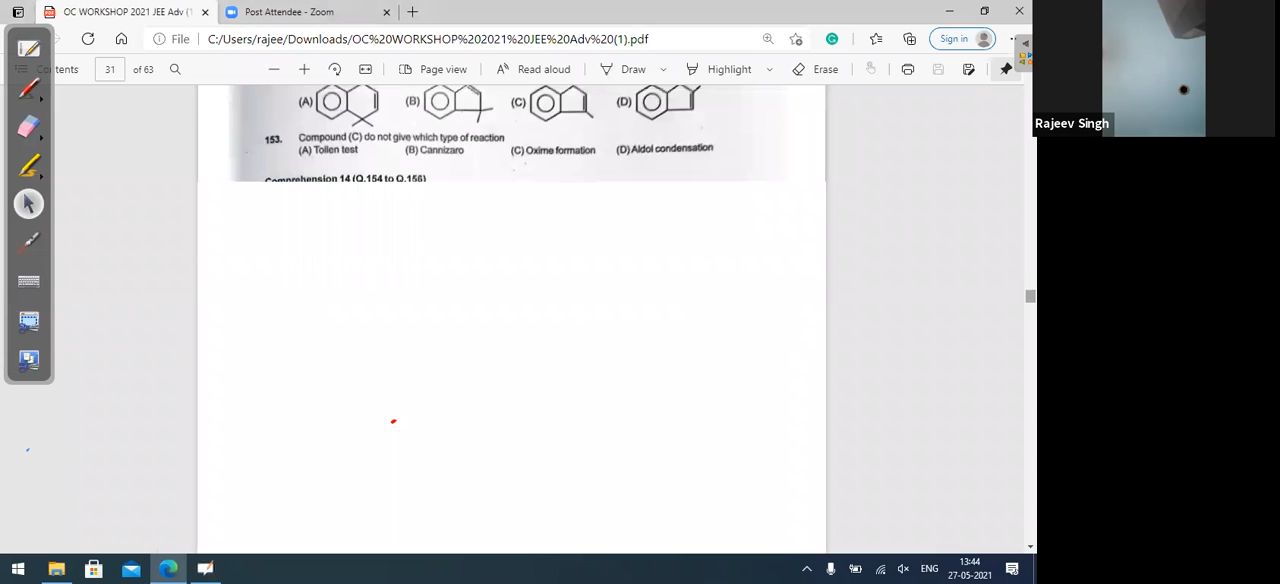 OC WORKSHOP 2021 JEE Adv (1
Post Attendee - Zoom
File
C:/Users/rajee/Downloads/OC%20WORKSHOP%202021%20JEE%20Adv%20(1).pdf
Sign in
ntents
31 of 63
Page view
Read aloud
Draw
Highlight
Erase
Rajeev Singh
(A) (B) (C) (D)
153. Compound (C) do not give which type of reaction
(A) Tollen test (B) Cannizaro (C) Oxime formation (D) Aldol condensation
Comprehension 14 (Q.154 to Q.156)
ENG
13:44
27-05-2021